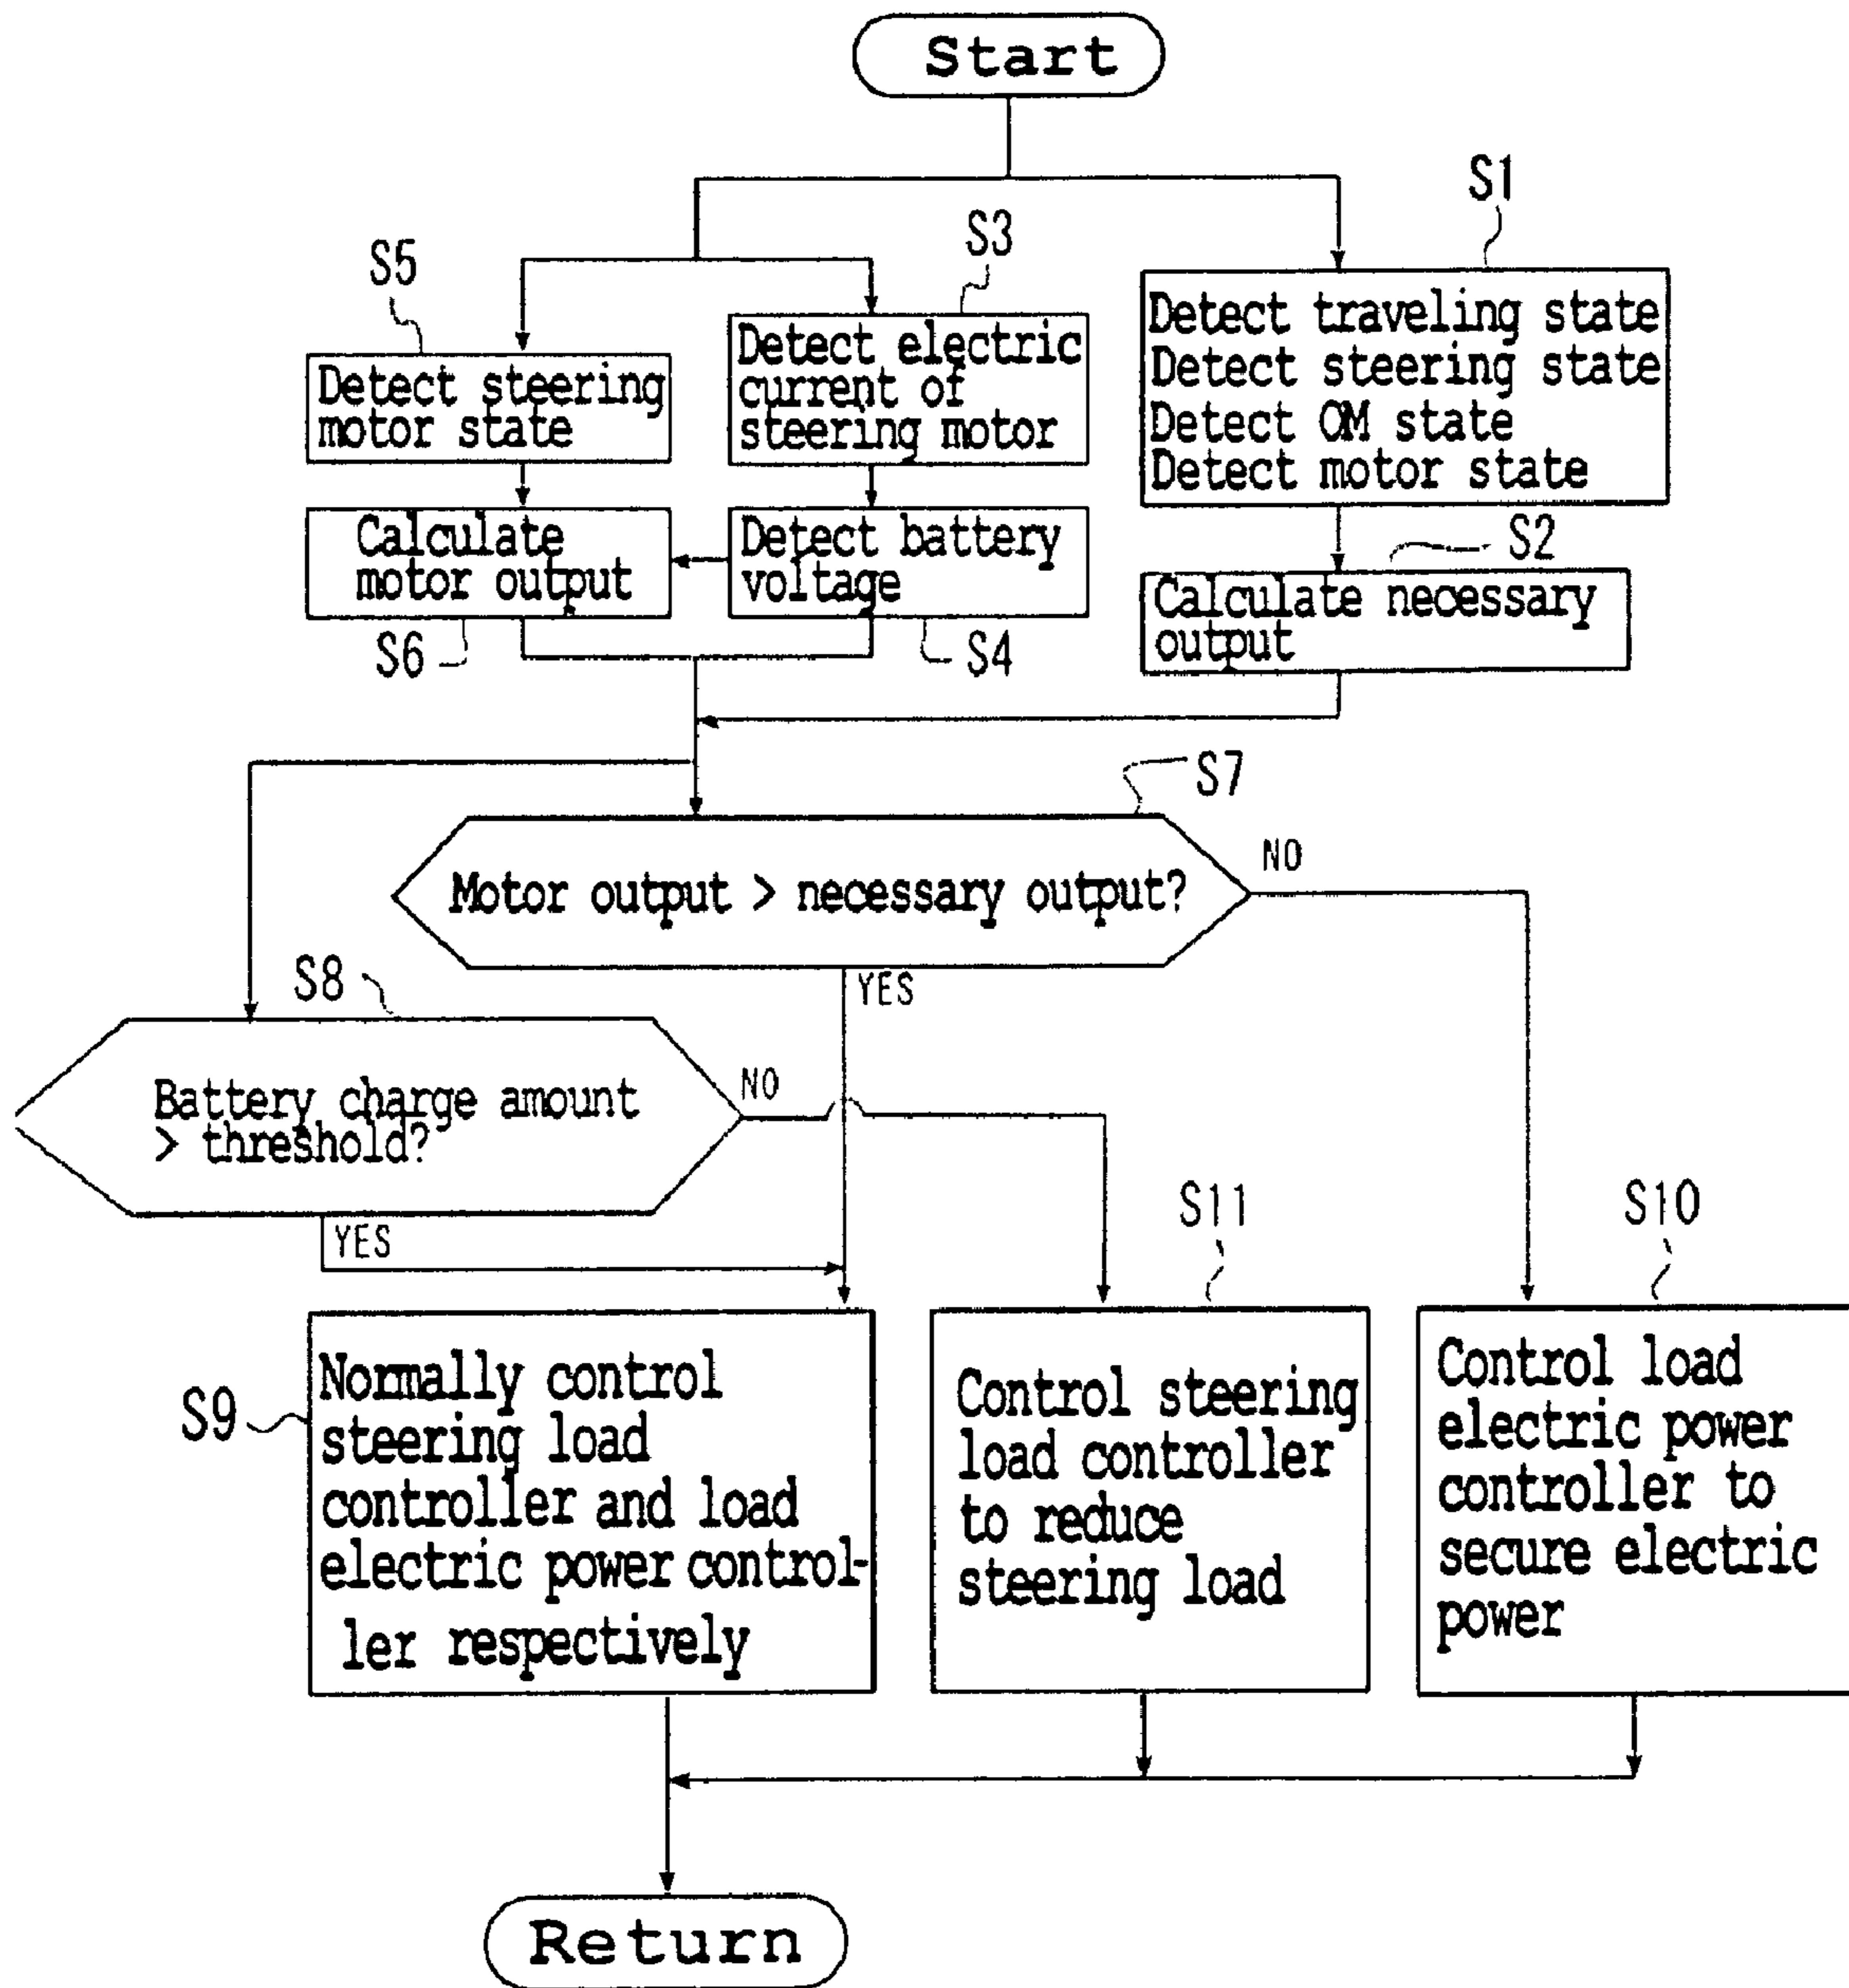 Start
S1
Detect traveling state
Detect steering state
Detect OM state
Detect motor state
S3
Detect electric
current of
steering motor
S5
Detect steering
motor state
Calculate
motor output
S6
Detect battery
voltage
S4
S2
Calculate necessary
output
S7
Motor output > necessary output?
NO
YES
S8
Battery charge amount
> threshold?
NO
YES
S9
Normally control
steering load
controller and load
electric power control-
ler respectively
S11
Control steering
load controller
to reduce
steering load
S10
Control load
electric power
controller to
secure electric
power
Return